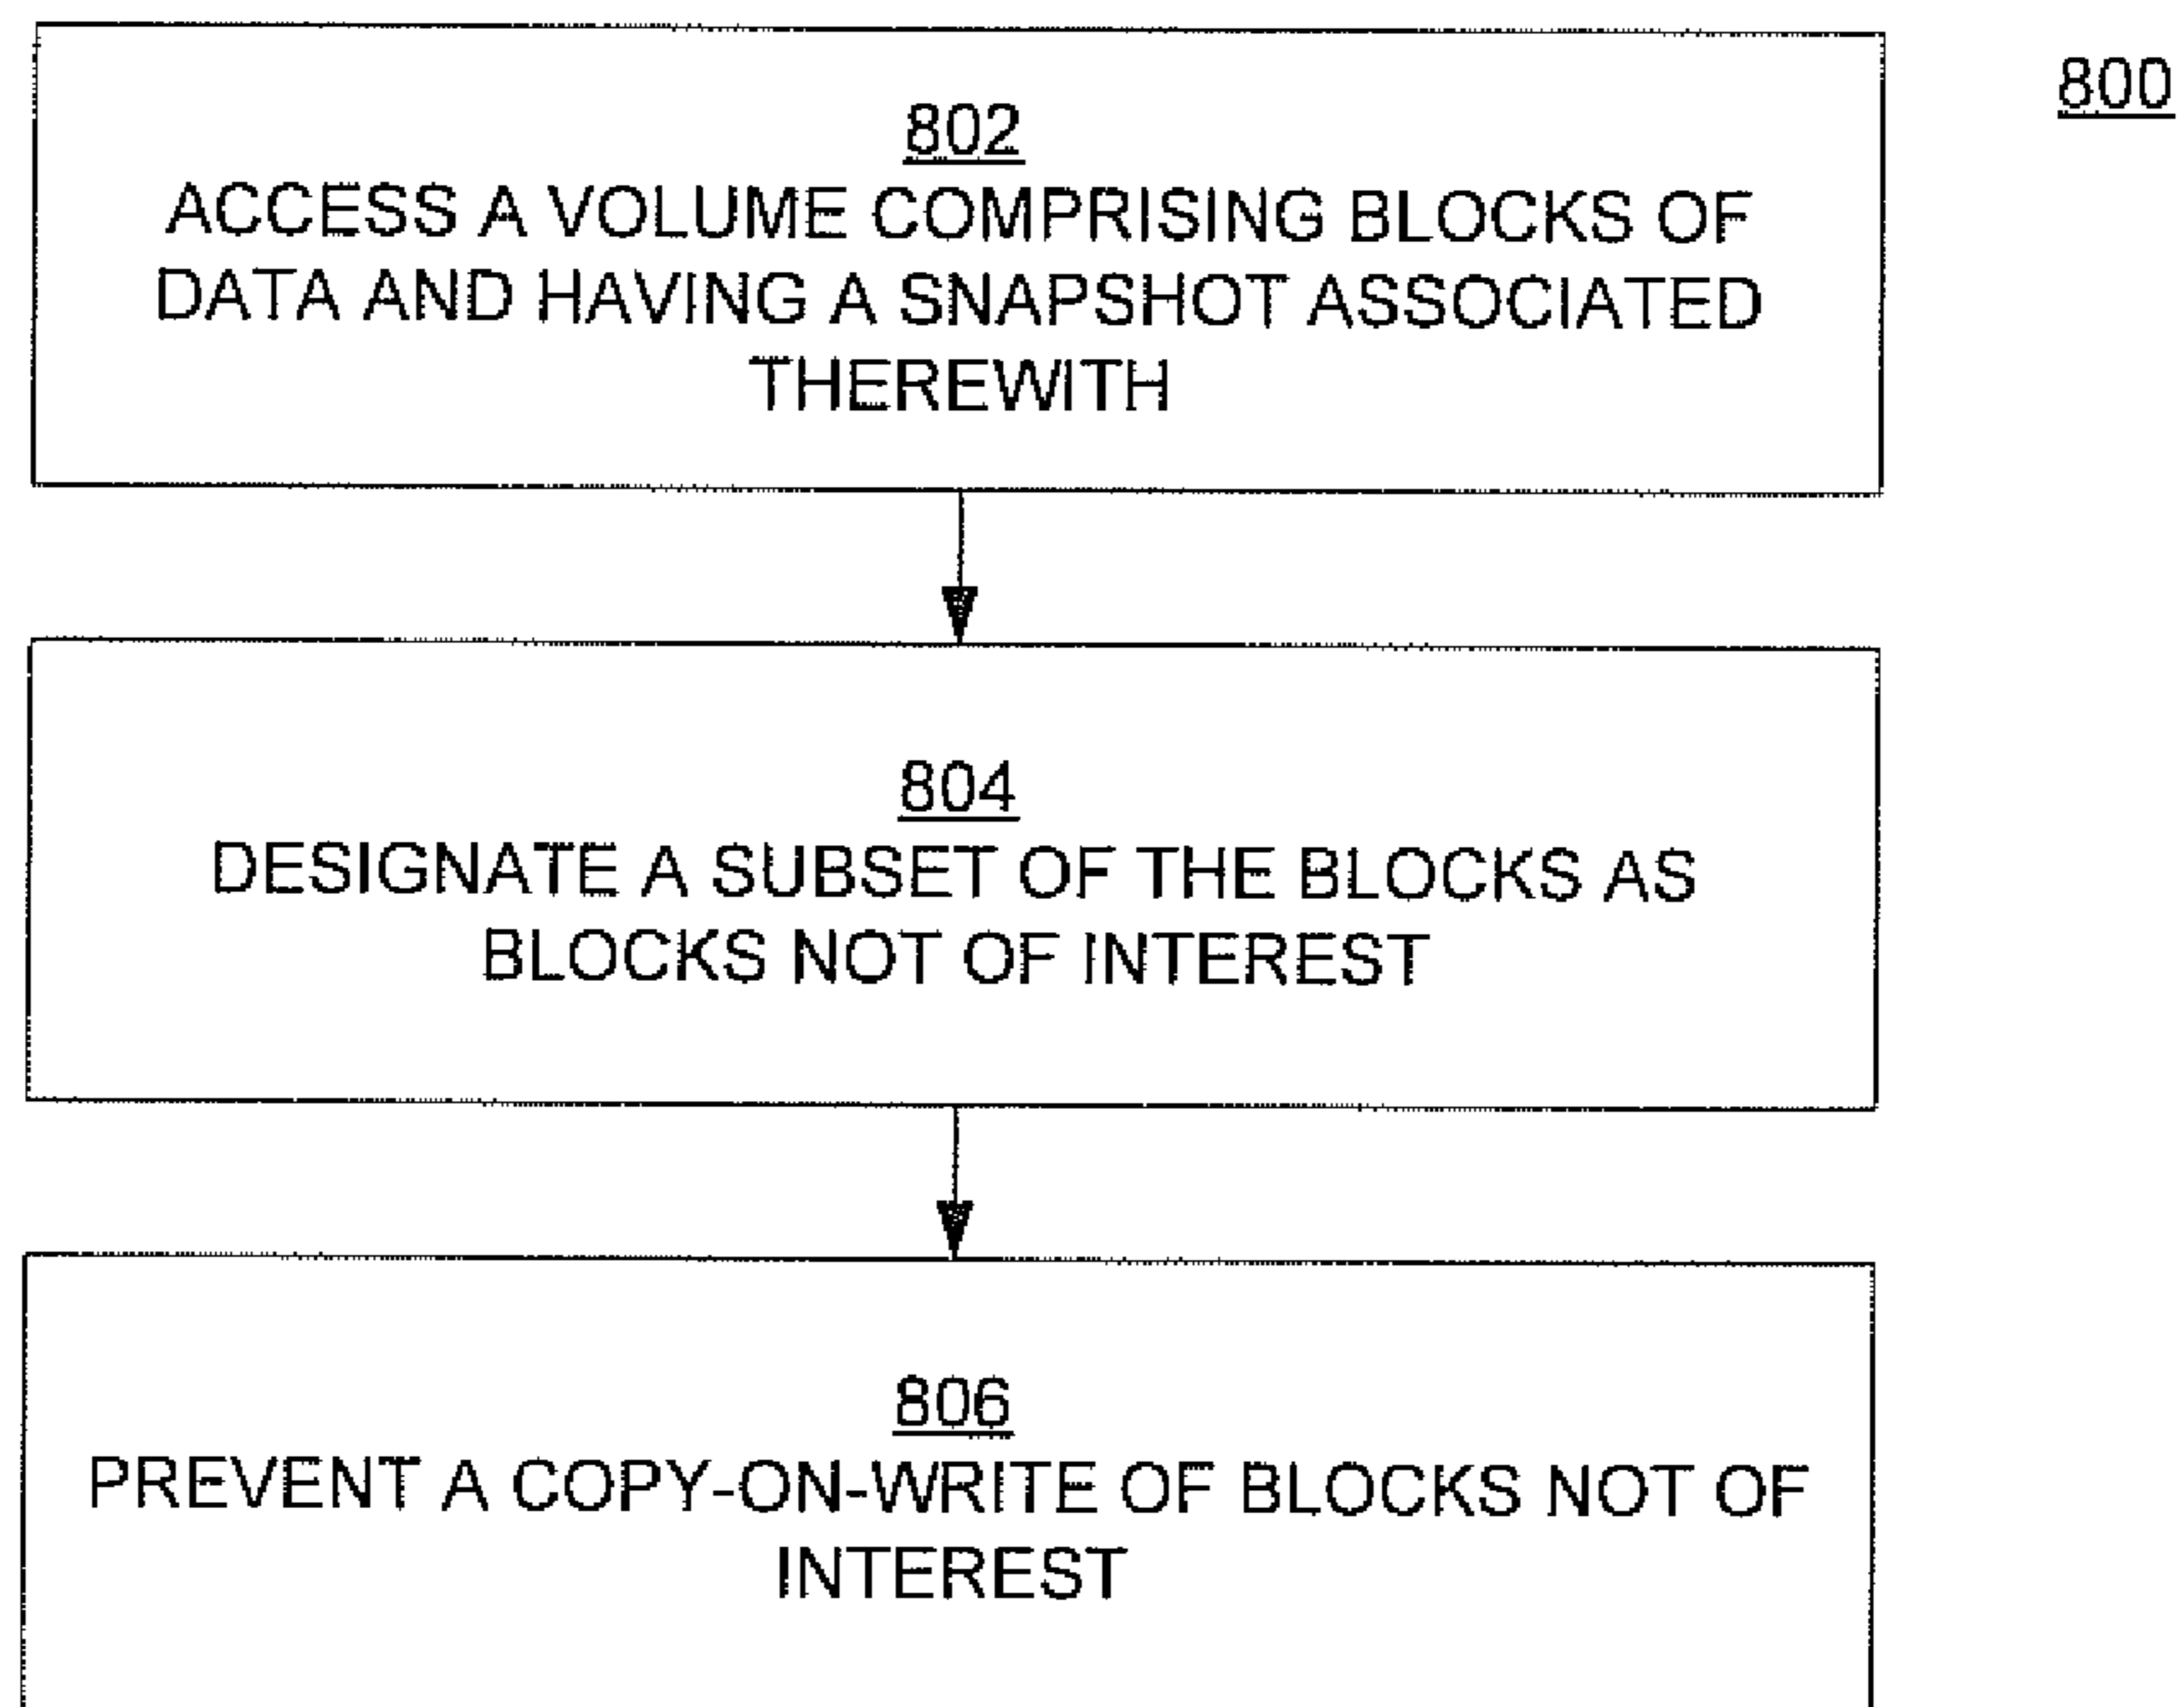 800
802
ACCESS A VOLUME COMPRISING BLOCKS OF
DATA AND HAVING A SNAPSHOT ASSOCIATED
THEREWITH
804
DESIGNATE A SUBSET OF THE BLOCKS AS
BLOCKS NOT OF INTEREST
806
PREVENT A COPY-ON-WRITE OF BLOCKS NOT OF
INTEREST